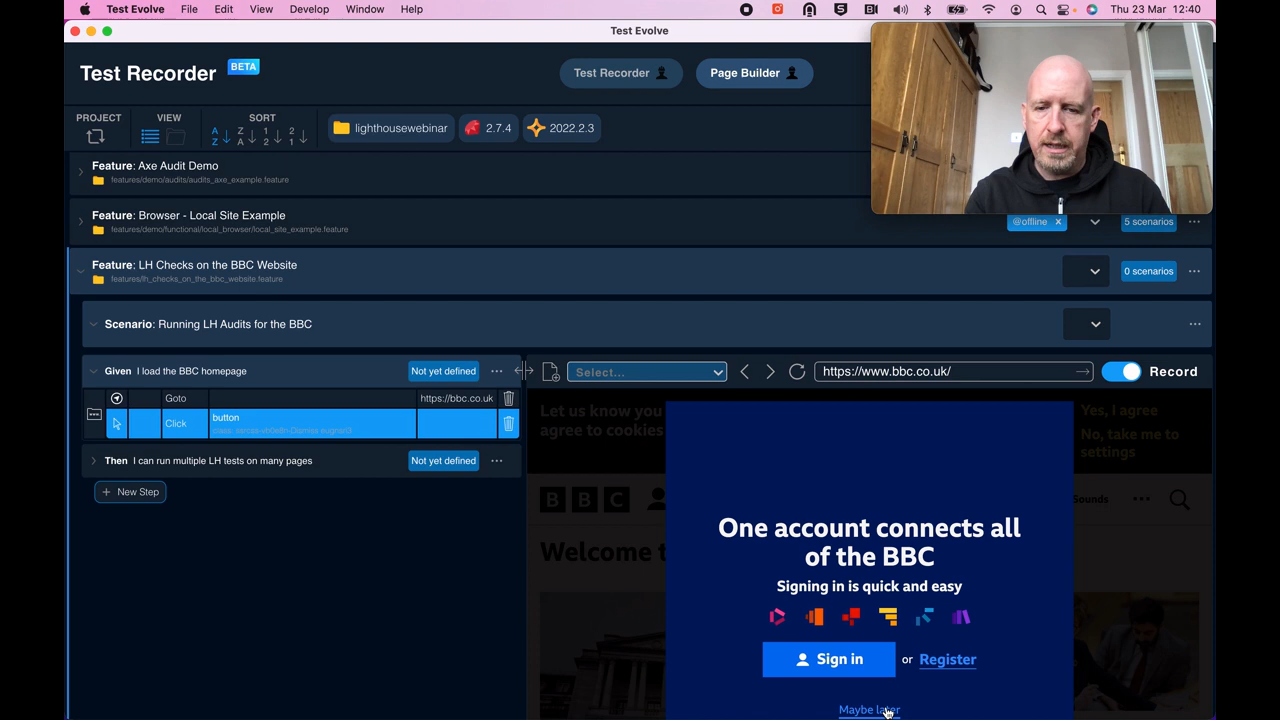 Test Evolve File Edit View Develop Window Help Thu 23 Mar 12:40
Test Evolve
Test Recorder BETA
Test Recorder
Page Builder
PROJECT VIEW SORT
A Z Z A 1 2 2 1
lighthousewebinar
2.7.4
2022.2.3
Feature: Axe Audit Demo
features/demo/audits/audits_axe_example.feature
Feature: Browser - Local Site Example
features/demo/functional/local_browser/local_site_example.feature
@offline x
5 scenarios
Feature: LH Checks on the BBC Website
features/lh_checks_on_the_bbc_website.feature
0 scenarios
Scenario: Running LH Audits for the BBC
Given I load the BBC homepage
Not yet defined
Goto https://bbc.co.uk
Click button
Then I can run multiple LH tests on many pages
Not yet defined
+ New Step
Select...
https://www.bbc.co.uk/
Record
Let us know you
agree to cookies
Yes, I agree
No, take me to
settings
BBC
Sounds
Welcome t
One account connects all
of the BBC
Signing in is quick and easy
Sign in or Register
Maybe later